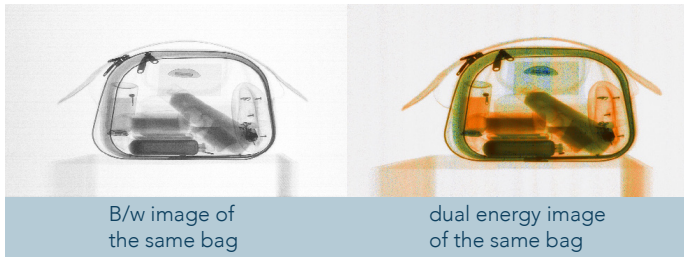 B/w image of
the same bag
dual energy image
of the same bag